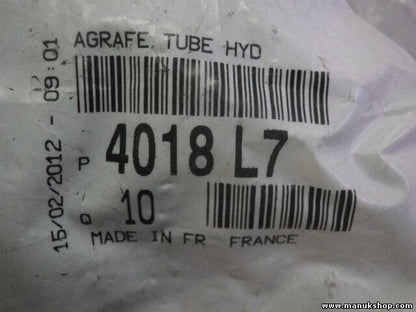 AGRAFE. TUBE HYD
15/02/2012 - 09:01
P 4018 L7
Q 10
MADE IN FR FRANCE
www.manukshop.com